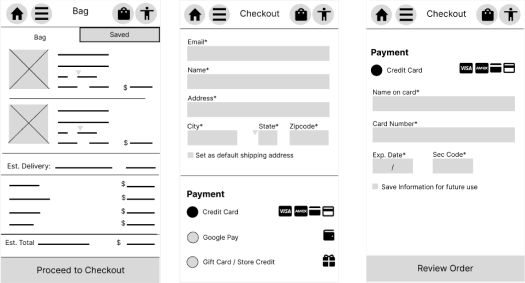 Bag
Bag
Saved
$
$
Est. Delivery:
$
$
$
$
Est. Total
$
Proceed to Checkout
Checkout
Email*
Name*
Address*
City*
State*
Zipcode*
Set as default shipping address
Payment
Credit Card
VISA
AMEX
Google Pay
Gift Card / Store Credit
Checkout
Payment
Credit Card
VISA
AMEX
Name on card*
Card Number*
Exp. Date*
Sec Code*
/
Save Information for future use
Review Order